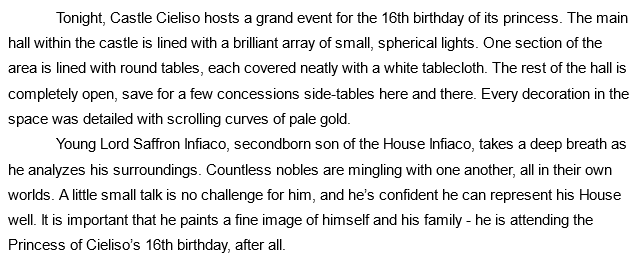 Tonight, Castle Cieliso hosts a grand event for the 16th birthday of its princess. The main
hall within the castle is lined with a brilliant array of small, spherical lights. One section of the
area is lined with round tables, each covered neatly with a white tablecloth. The rest of the hall is
completely open, save for a few concessions side-tables here and there. Every decoration in the
space was detailed with scrolling curves of pale gold.
Young Lord Saffron Infiaco, secondborn son of the House Infiaco, takes a deep breath as
he analyzes his surroundings. Countless nobles are mingling with one another, all in their own
worlds. A little small talk is no challenge for him, and he's confident he can represent his House
well. It is important that he paints a fine image of himself and his family - he is attending the
Princess of Cieliso's 16th birthday, after all.